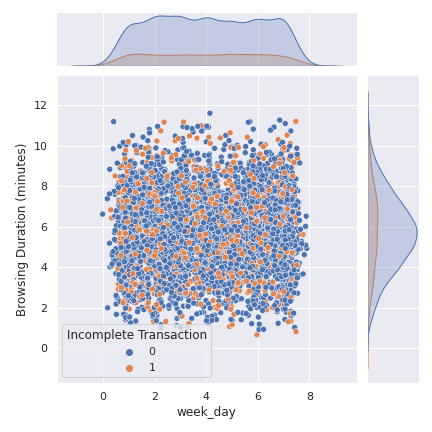 12
10
8
6
4
2
0
Browsing Duration (minutes)
Incomplete Transaction
0
1
0 2 4 6 8
week_day